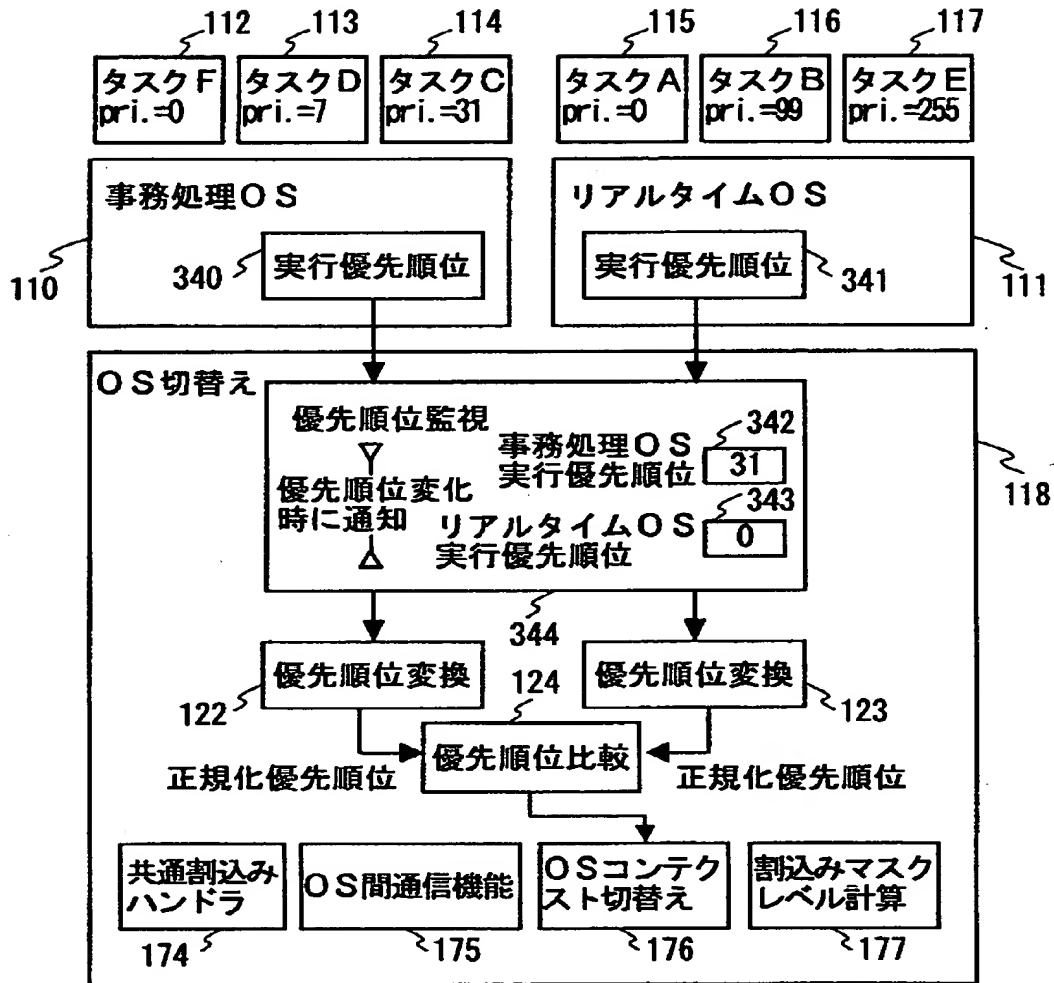 112
113
114
115
116
117
タスクF
pri.=0
タスクD
pri.=7
タスクC
pri.=31
タスクA
pri.=0
タスクB
pri.=99
タスクE
pri.=255
事務処理OS
実行優先順位
340
110
リアルタイムOS
実行優先順位
341
111
OS切替え
118
優先順位監視
優先順位変化
時に通知
事務処理OS
実行優先順位
342
31
リアルタイムOS
実行優先順位
343
0
344
優先順位変換
122
優先順位変換
123
124
優先順位比較
正規化優先順位
正規化優先順位
共通割込み
ハンドラ
174
OS間通信機能
175
OSコンテク
スト切替え
176
割込みマスク
レベル計算
177